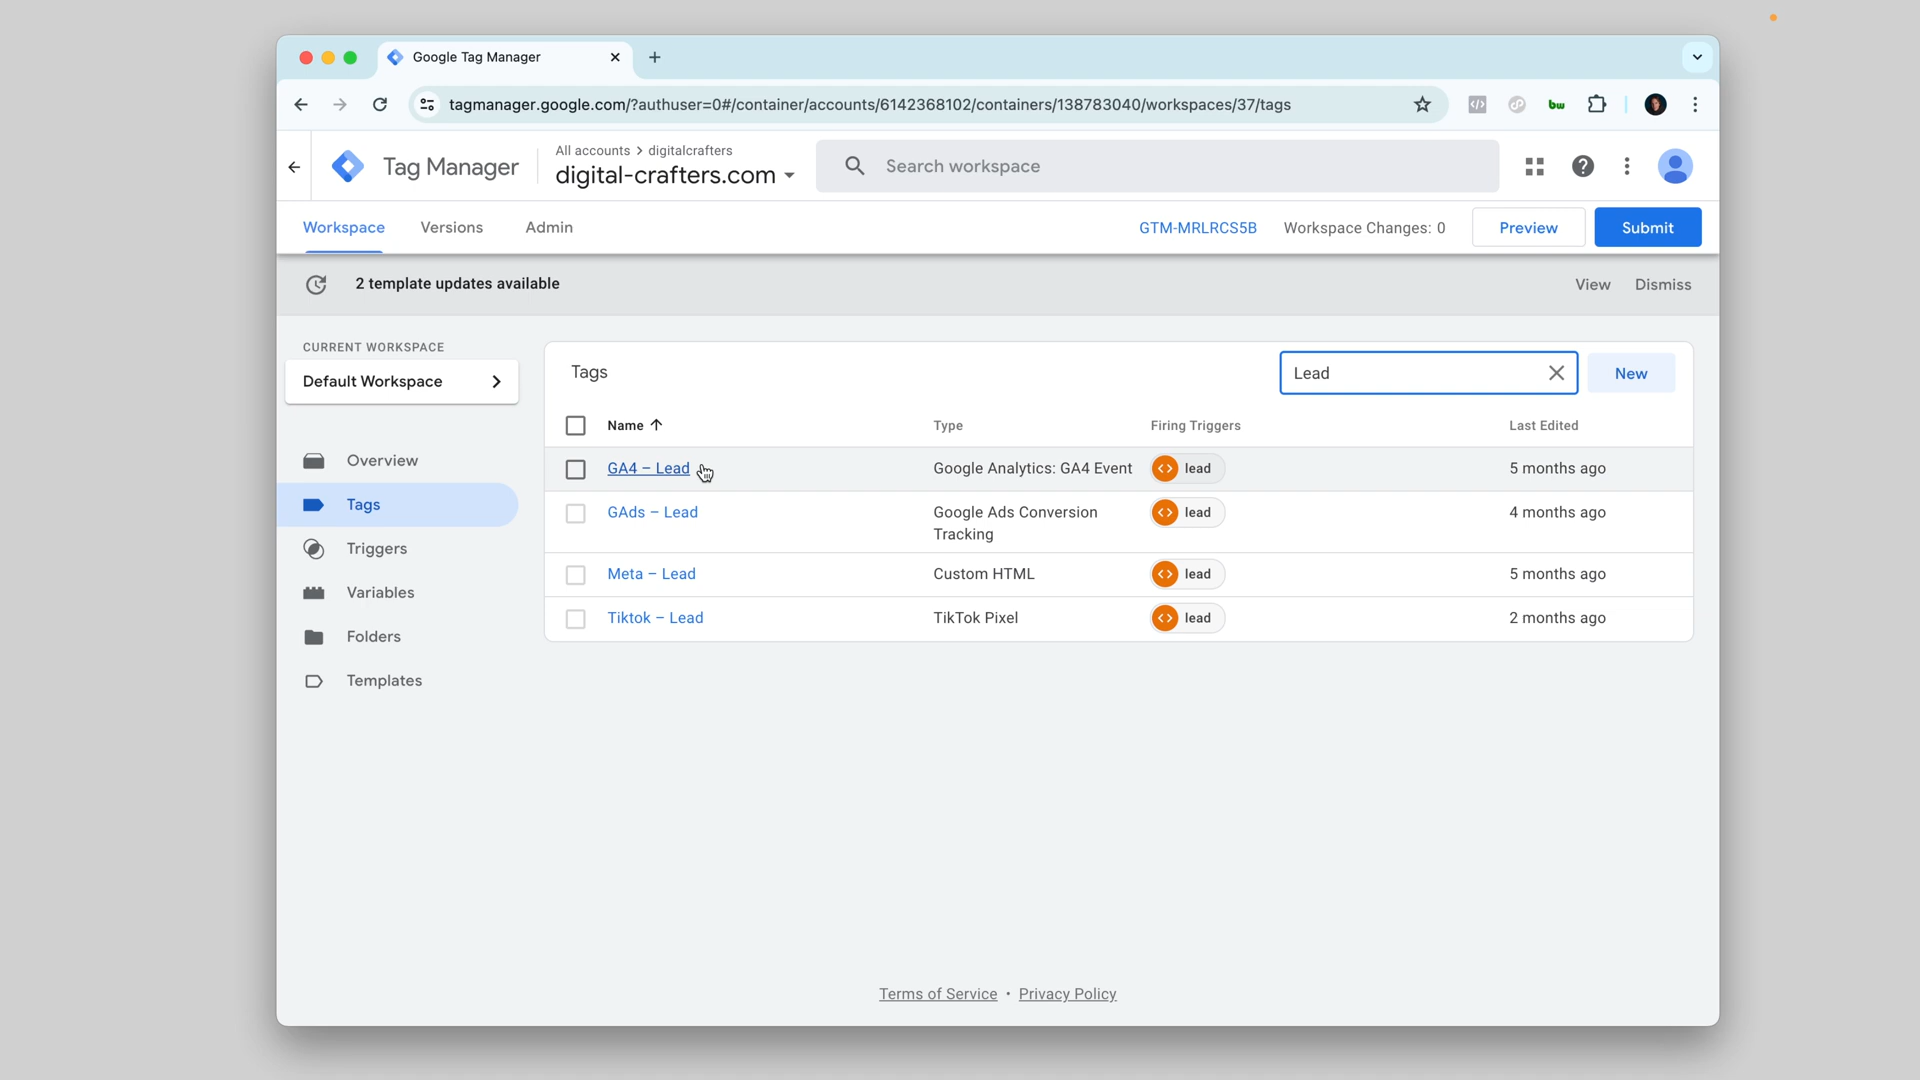 Google Tag Manager
tagmanager.google.com/?authuser=0#/container/accounts/6142368102/containers/138783040/workspaces/37/tags
bw
Tag Manager
All accounts > digitalcrafters
digital-crafters.com
Search workspace
Workspace Versions Admin
GTM-MRLRCS5B Workspace Changes: 0 Preview Submit
2 template updates available
View Dismiss
CURRENT WORKSPACE
Default Workspace
Overview
Tags
Triggers
Variables
Folders
Templates
Tags
Lead
New
Name Type Firing Triggers Last Edited
GA4 – Lead Google Analytics: GA4 Event lead 5 months ago
GAds – Lead Google Ads Conversion lead 4 months ago
Tracking
Meta – Lead Custom HTML lead 5 months ago
Tiktok – Lead TikTok Pixel lead 2 months ago
Terms of Service • Privacy Policy